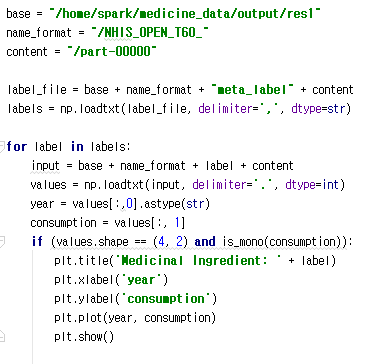 base = "/home/spark/medicine_data/output/res1"
name_format = "/NHIS_OPEN_T60_"
content = "/part-00000"
label_file = base + name_format + "meta_label" + content
labels = np.loadtxt(label_file, delimiter=',', dtype=str)
for label in labels:
    input = base + name_format + label + content
    values = np.loadtxt(input, delimiter=',', dtype=int)
    year = values[:,0].astype(str)
    consumption = values[:, 1]
    if (values.shape == (4, 2) and is_mono(consumption)):
        plt.title('Medicinal Ingredient: ' + label)
        plt.xlabel('year')
        plt.ylabel('consumption')
        plt.plot(year, consumption)
        plt.show()